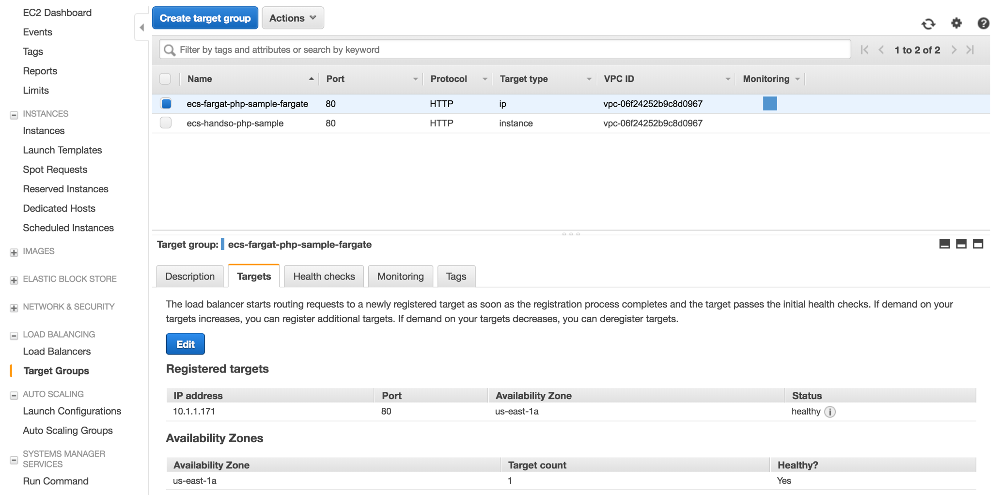 EC2 Dashboard
Events
Tags
Reports
Limits
INSTANCES
Instances
Launch Templates
Spot Requests
Reserved Instances
Dedicated Hosts
Scheduled Instances
IMAGES
ELASTIC BLOCK STORE
NETWORK & SECURITY
LOAD BALANCING
Load Balancers
Target Groups
AUTO SCALING
Launch Configurations
Auto Scaling Groups
SYSTEMS MANAGER
SERVICES
Run Command
Create target group Actions
Filter by tags and attributes or search by keyword 1 to 2 of 2
Name Port Protocol Target type VPC ID Monitoring
ecs-fargat-php-sample-fargate 80 HTTP ip vpc-06f24252b9c8d0967
ecs-handso-php-sample 80 HTTP instance vpc-06f24252b9c8d0967
Target group: ecs-fargat-php-sample-fargate
Description Targets Health checks Monitoring Tags
The load balancer starts routing requests to a newly registered target as soon as the registration process completes and the target passes the initial health checks. If demand on your
targets increases, you can register additional targets. If demand on your targets decreases, you can deregister targets.
Edit
Registered targets
IP address Port Availability Zone Status
10.1.1.171 80 us-east-1a healthy
Availability Zones
Availability Zone Target count Healthy?
us-east-1a 1 Yes